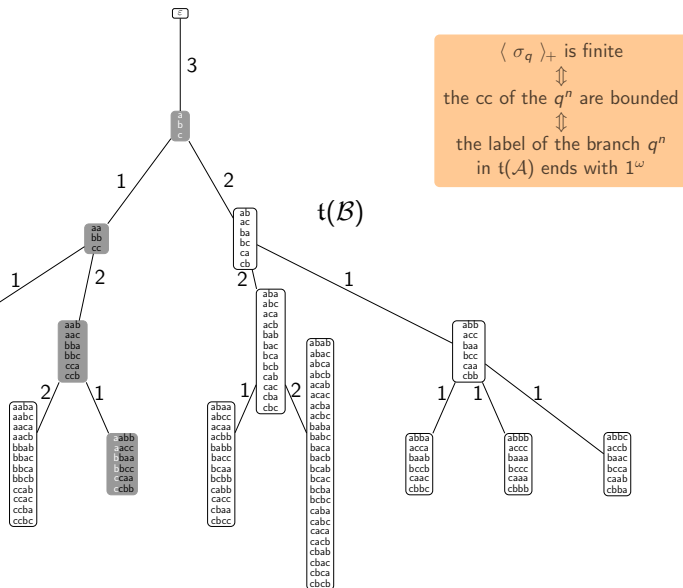 ε
3
a
b
c
⟨ σ_q ⟩₊ is finite
⇕
the cc of the qⁿ are bounded
⇕
the label of the branch qⁿ
in 𝔱(𝒜) ends with 1^ω
1
2
𝔱(ℬ)
aa
bb
cc
ab
ac
ba
bc
ca
cb
1
2
2
1
aab
aac
bba
bbc
cca
ccb
aba
abc
aca
acb
bab
bac
bca
bcb
cab
cac
cba
cbc
abb
acc
baa
bcc
caa
cbb
2
1
1
2
1
1
1
aaba
aabc
aaca
aacb
bbab
bbac
bbca
bbcb
ccab
ccac
ccba
ccbc
aabb
aacc
bbaa
bbcc
ccaa
ccbb
abaa
abcc
acaa
acbb
babb
bacc
bcaa
bcbb
cabb
cacc
cbaa
cbcc
abab
abac
abca
abcb
acab
acac
acba
acbc
baba
babc
baca
bacb
bcab
bcac
bcba
bcbc
caba
cabc
caca
cacb
cbab
cbac
cbca
cbcb
abba
acca
baab
bccb
caac
cbbc
abbb
accc
baaa
bccc
caaa
cbbb
abbc
accb
baac
bcca
caab
cbba